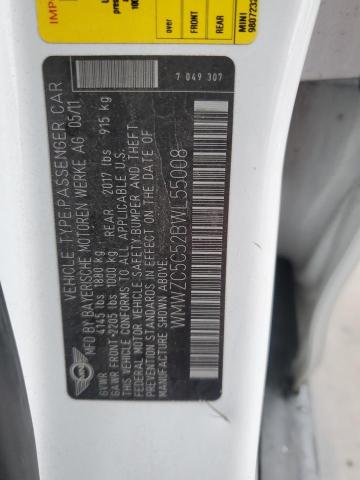 VEHICLE TYPE:PASSENGER CAR
MFD BY BAYERISCHE MOTOREN WERKE AG 05/11
GVWR 4145 lbs 1880 kg
GAWR FRONT 2205 lbs 1000 kg REAR 2017 lbs 915 kg
THIS VEHICLE CONFORMS TO ALL APPLICABLE U.S.
FEDERAL MOTOR VEHICLE SAFETY, BUMPER AND THEFT
PREVENTION STANDARDS IN EFFECT ON THE DATE OF
MANUFACTURE SHOWN ABOVE.
WMWZC5C52BWL55008
7 049 307
MINI
over
FRONT
REAR
MINI